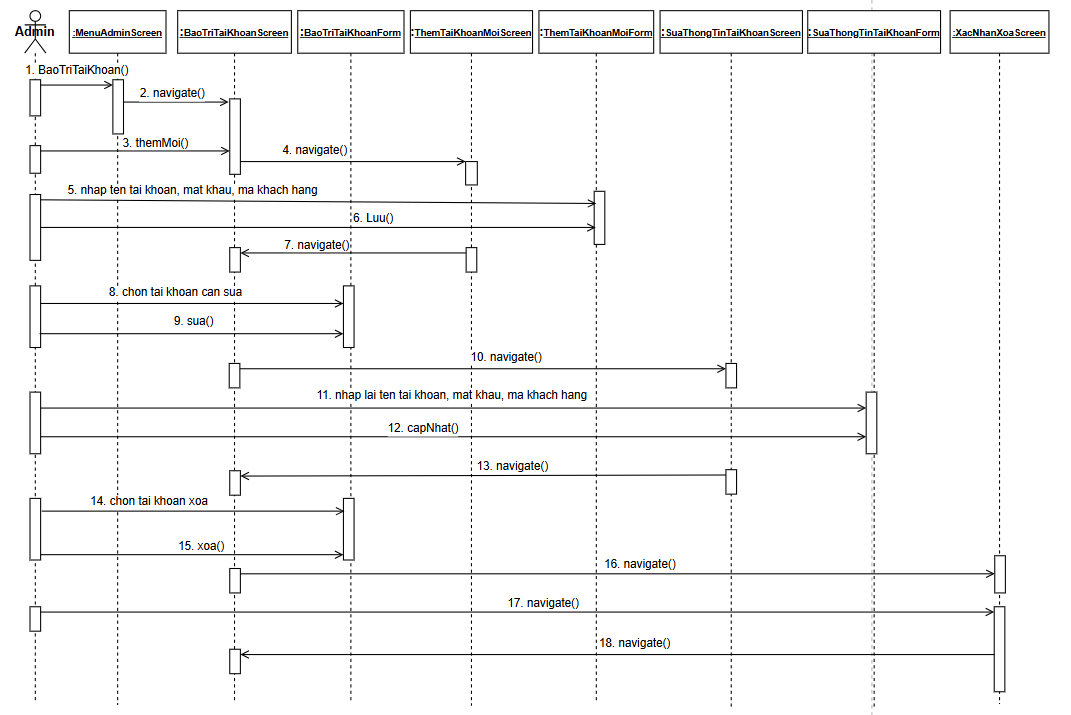 Admin
:MenuAdminScreen
:BaoTriTaiKhoanScreen
:BaoTriTaiKhoanForm
:ThemTaiKhoanMoiScreen
:ThemTaiKhoanMoiForm
:SuaThongTinTaiKhoanScreen
:SuaThongTinTaiKhoanForm
:XacNhanXoaScreen
1. BaoTriTaiKhoan()
2. navigate()
3. themMoi()
4. navigate()
5. nhap ten tai khoan, mat khau, ma khach hang
6. Luu()
7. navigate()
8. chon tai khoan can sua
9. sua()
10. navigate()
11. nhap lai ten tai khoan, mat khau, ma khach hang
12. capNhat()
13. navigate()
14. chon tai khoan xoa
15. xoa()
16. navigate()
17. navigate()
18. navigate()